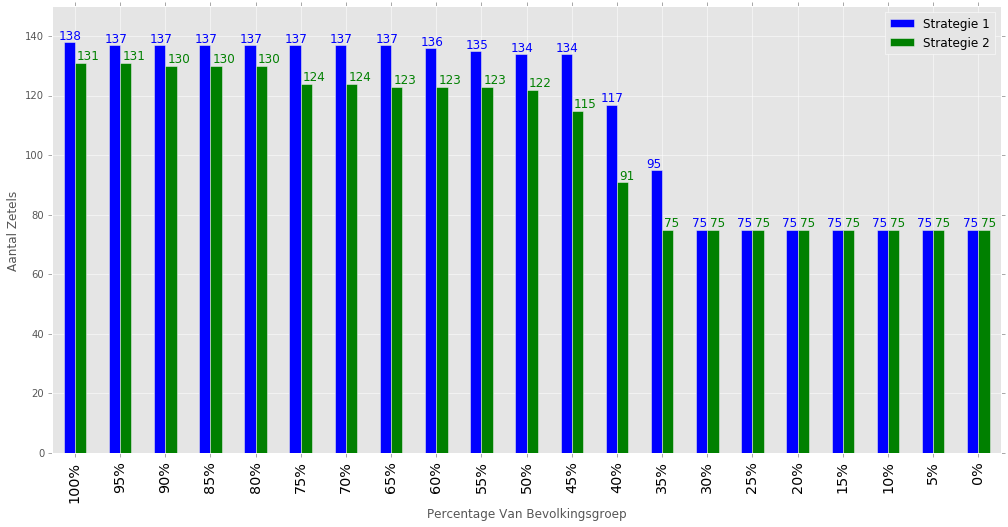 Strategie 1
Strategie 2
138 137 137 137 137 137 137 137 136 135 134 134 117 95 75 75 75 75 75 75 75
131 131 130 130 130 124 124 123 123 123 122 115 91 75 75 75 75 75 75 75 75
140
120
100
80
60
40
20
0
Aantal Zetels
100% 95% 90% 85% 80% 75% 70% 65% 60% 55% 50% 45% 40% 35% 30% 25% 20% 15% 10% 5% 0%
Percentage Van Bevolkingsgroep